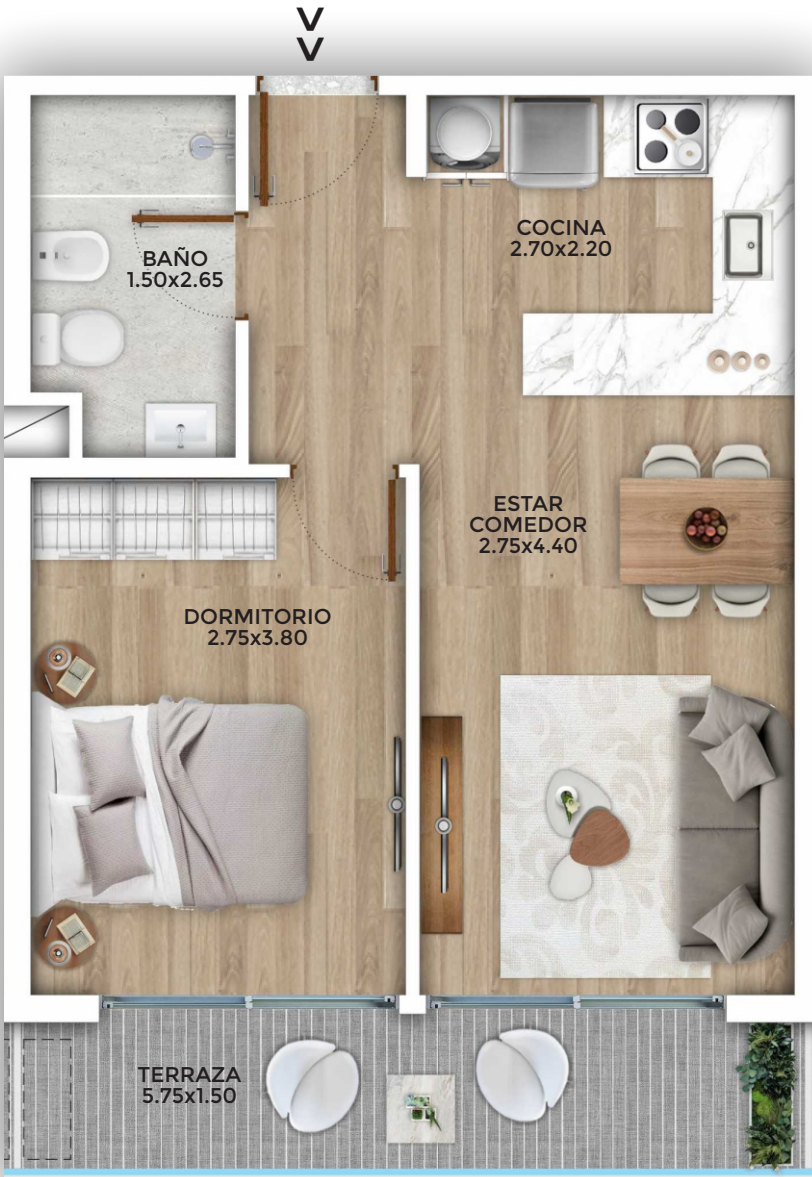 COCINA
2.70x2.20
BAÑO
1.50x2.65
ESTAR
COMEDOR
2.75x4.40
DORMITORIO
2.75x3.80
TERRAZA
5.75x1.50